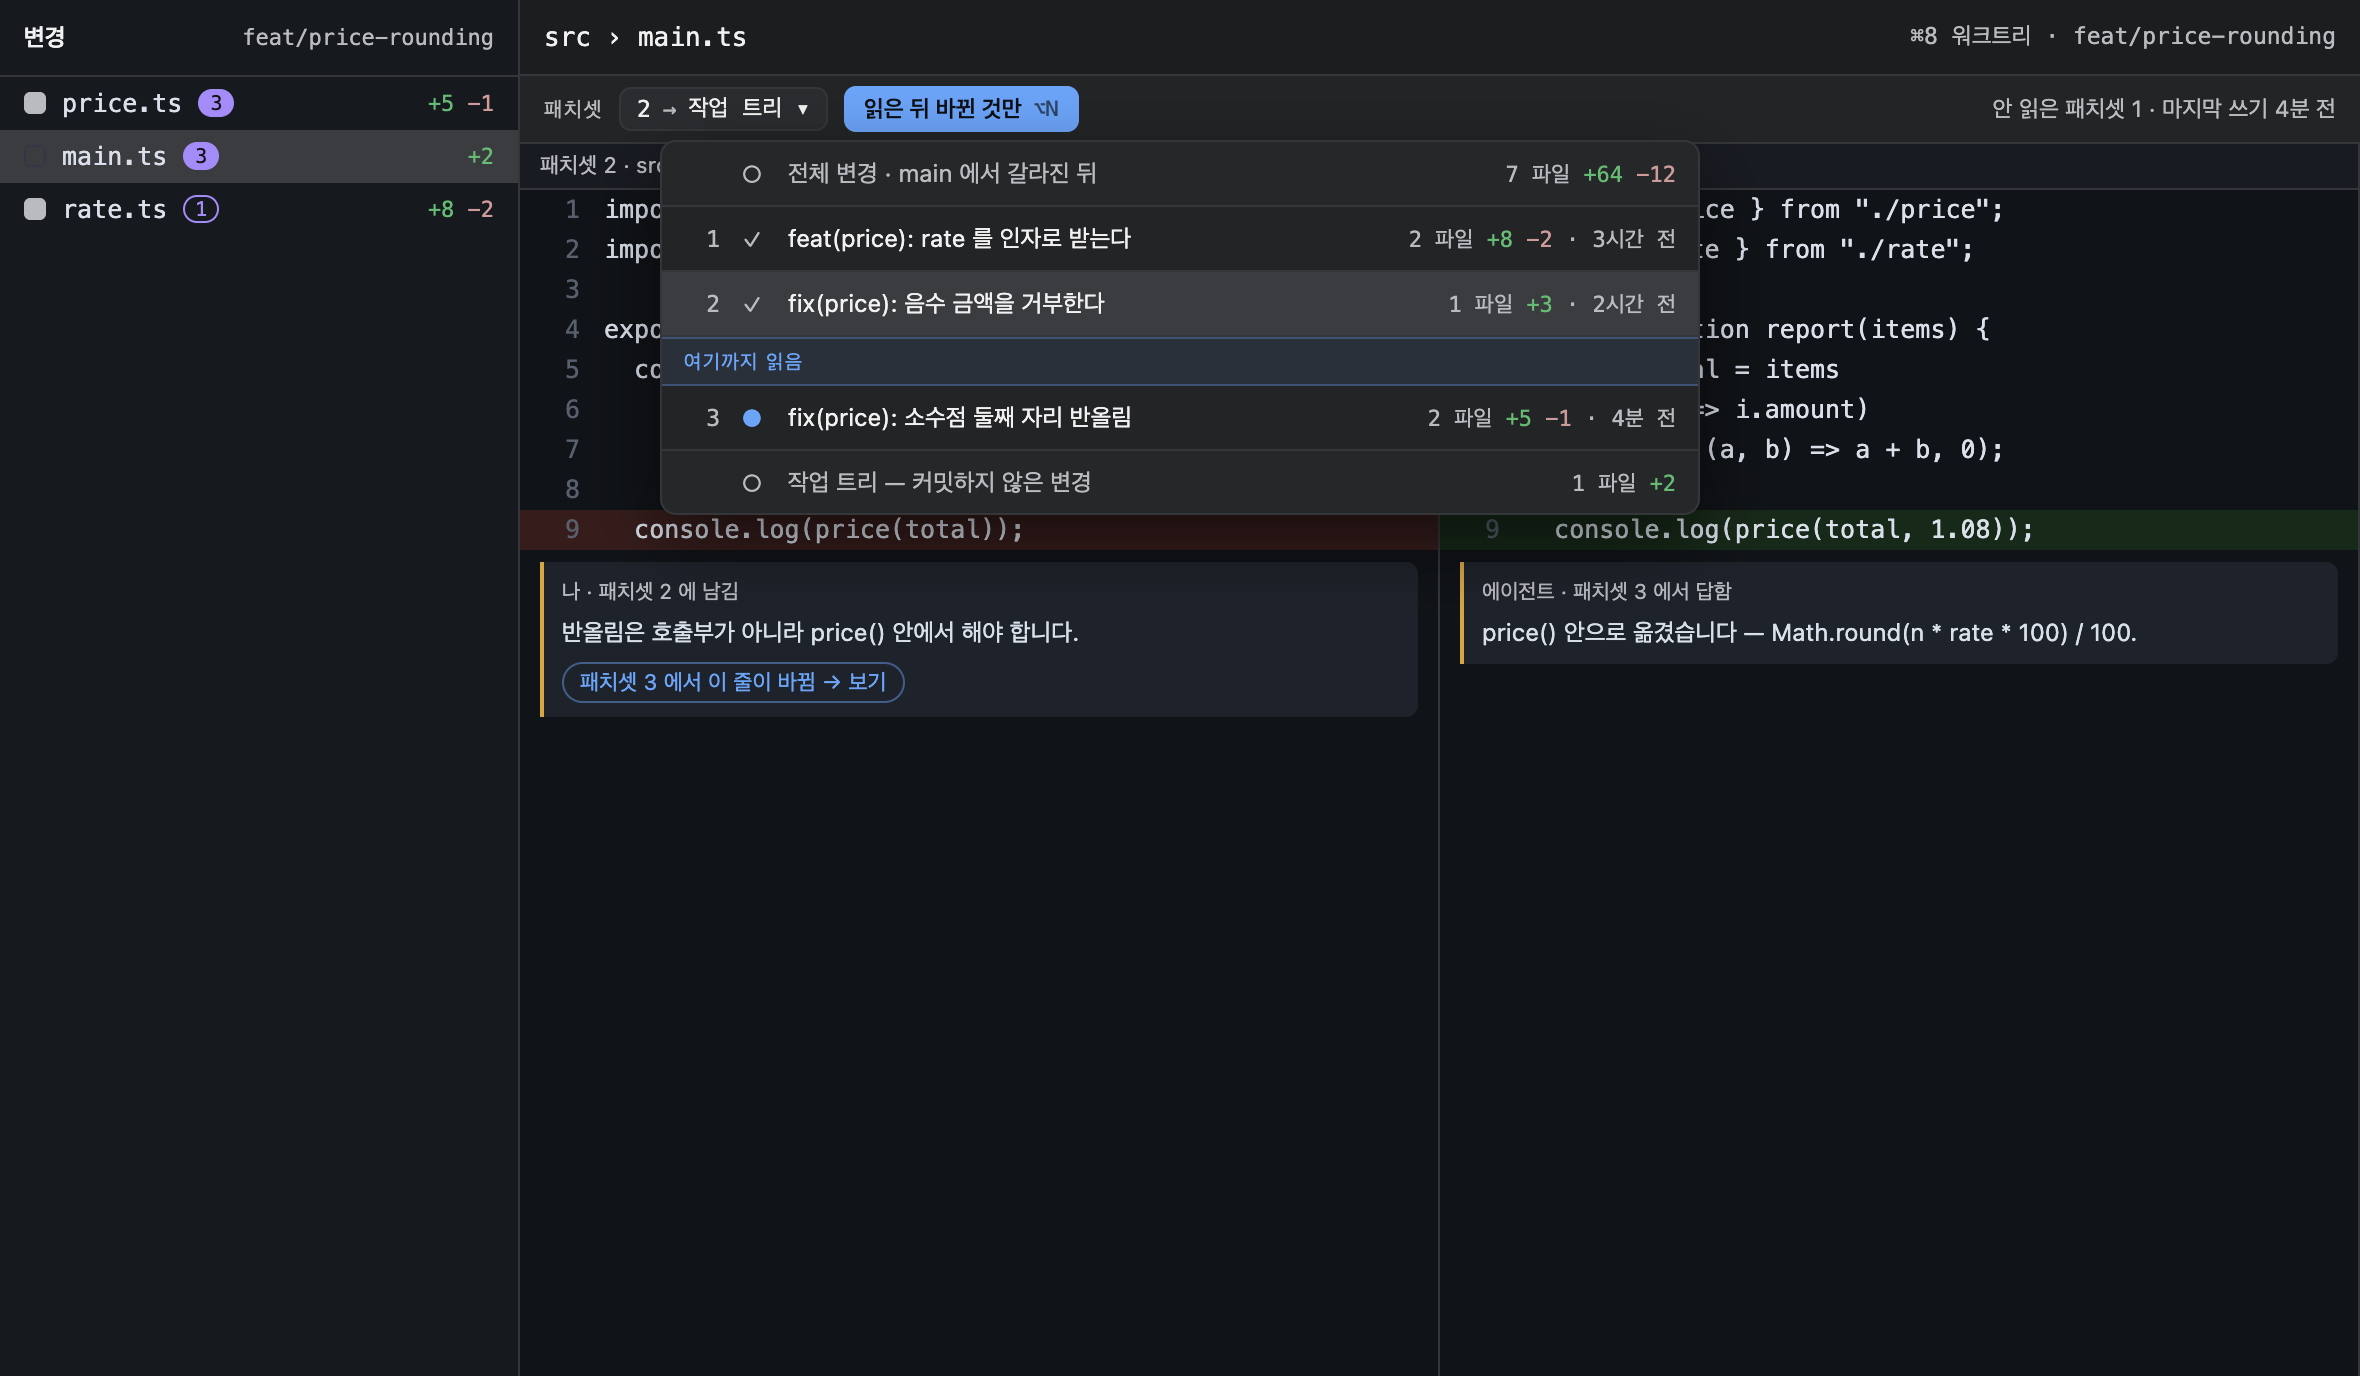 변경 feat/price-rounding
price.ts 3 +5 −1
main.ts 3 +2
rate.ts 1 +8 −2
src › main.ts ⌘8 워크트리 · feat/price-rounding
패치셋 2 → 작업 트리 ▾ 읽은 뒤 바뀐 것만 ⌥N 안 읽은 패치셋 1 · 마지막 쓰기 4분 전
패치셋 2 ·
전체 변경 · main 에서 갈라진 뒤 7 파일 +64 −12
1 ✓ feat(price): rate 를 인자로 받는다 2 파일 +8 −2 · 3시간 전
2 ✓ fix(price): 음수 금액을 거부한다 1 파일 +3 · 2시간 전
여기까지 읽음
3 fix(price): 소수점 둘째 자리 반올림 2 파일 +5 −1 · 4분 전
작업 트리 — 커밋하지 않은 변경 1 파일 +2
1 impo
2 impo
3
4 expo
5 co
6
7
8
9 console.log(price(total));
ice } from "./price";
te } from "./rate";
tion report(items) {
al = items
=> i.amount)
(a, b) => a + b, 0);
9 console.log(price(total, 1.08));
나 · 패치셋 2 에 남김
반올림은 호출부가 아니라 price() 안에서 해야 합니다.
패치셋 3 에서 이 줄이 바뀜 → 보기
에이전트 · 패치셋 3 에서 답함
price() 안으로 옮겼습니다 — Math.round(n * rate * 100) / 100.